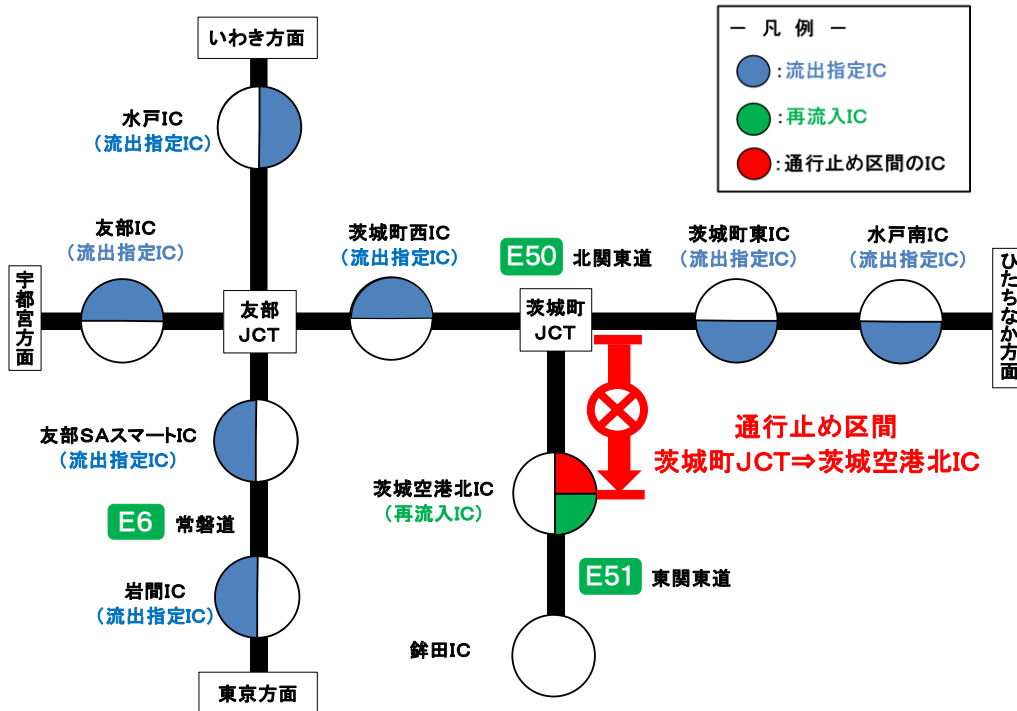 いわき方面
－ 凡 例 －
：流出指定IC
：再流入IC
：通行止め区間のIC
水戸IC
（流出指定IC）
友部IC
（流出指定IC）
茨城町西IC
（流出指定IC）
E50 北関東道
茨城町東IC
（流出指定IC）
水戸南IC
（流出指定IC）
宇都宮方面
友部
JCT
茨城町
JCT
ひたちなか方面
友部SAスマートIC
（流出指定IC）
通行止め区間
茨城町JCT⇒茨城空港北IC
茨城空港北IC
（再流入IC）
E6 常磐道
E51 東関東道
岩間IC
（流出指定IC）
鉾田IC
東京方面